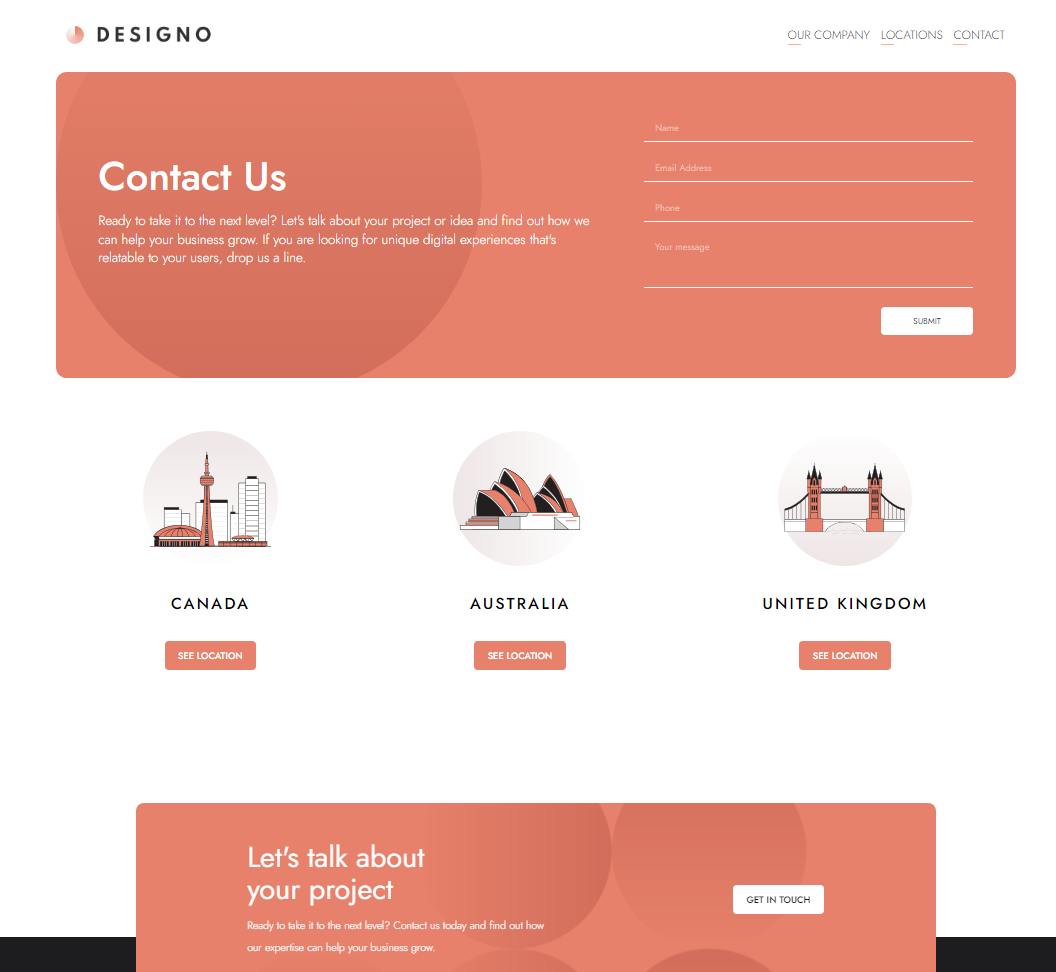 DESIGNO
OUR COMPANY LOCATIONS CONTACT
Contact Us
Ready to take it to the next level? Let's talk about your project or idea and find out how we
can help your business grow. If you are looking for unique digital experiences that's
relatable to your users, drop us a line.
Name
Email Address
Phone
Your message
SUBMIT
CANADA
SEE LOCATION
AUSTRALIA
SEE LOCATION
UNITED KINGDOM
SEE LOCATION
Let's talk about
your project
Ready to take it to the next level? Contact us today and find out how
our expertise can help your business grow.
GET IN TOUCH